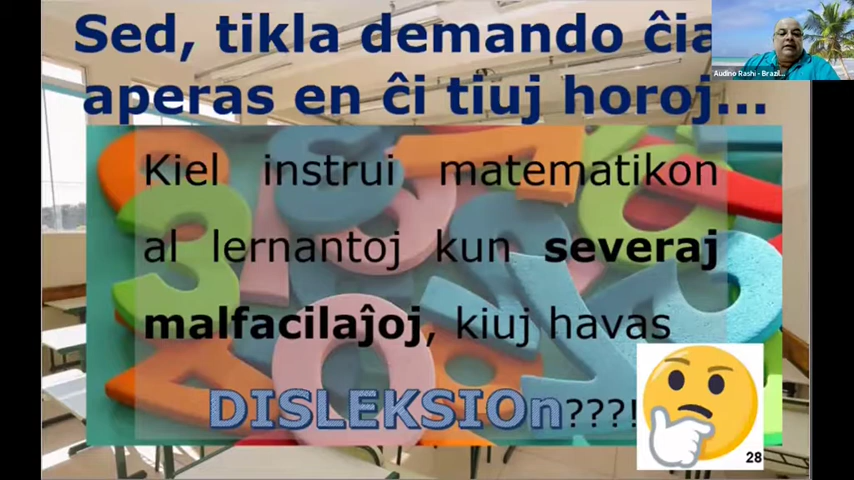 Sed, tikla demando ĉia
aperas en ĉi tiuj horoj...
Audino Rashi - Brazil...
Kiel instrui matematikon
al lernantoj kun severaj
malfacilaĵoj, kiuj havas
DISLEKSIOn???!
28